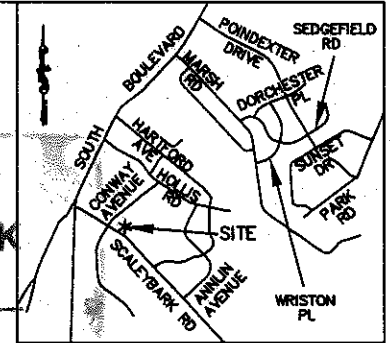 POINDEXTER
DRIVE
SEDGEFIELD
RD
BOULEVARD
SOUTH
MARSH
RD
DORCHESTER
PL
HARTFORD
AVE
HOLLIS
RD
CONWAY
AVENUE
SUNSET
DR
PARK
RD
SITE
SCALEYBARK RD
ANNLIN
AVENUE
WRISTON
PL
K